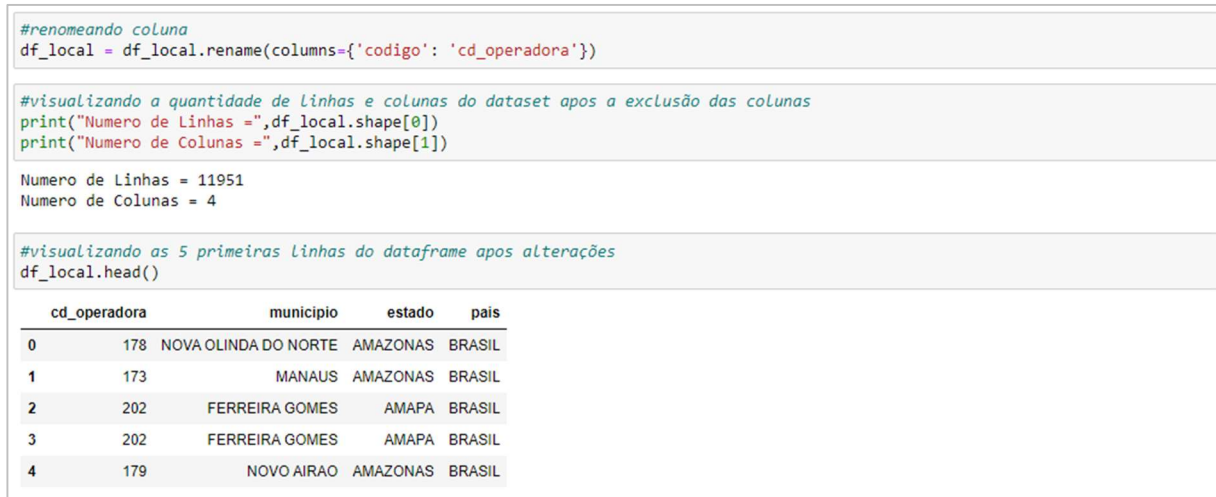 #renomeando coluna
df_local = df_local.rename(columns={'codigo': 'cd_operadora'})
#visualizando a quantidade de linhas e colunas do dataset apos a exclusão das colunas
print("Numero de Linhas =",df_local.shape[0])
print("Numero de Colunas =",df_local.shape[1])
Numero de Linhas = 11951
Numero de Colunas = 4
#visualizando as 5 primeiras linhas do dataframe apos alterações
df_local.head()
cd_operadora municipio estado pais
0 178 NOVA OLINDA DO NORTE AMAZONAS BRASIL
1 173 MANAUS AMAZONAS BRASIL
2 202 FERREIRA GOMES AMAPA BRASIL
3 202 FERREIRA GOMES AMAPA BRASIL
4 179 NOVO AIRAO AMAZONAS BRASIL